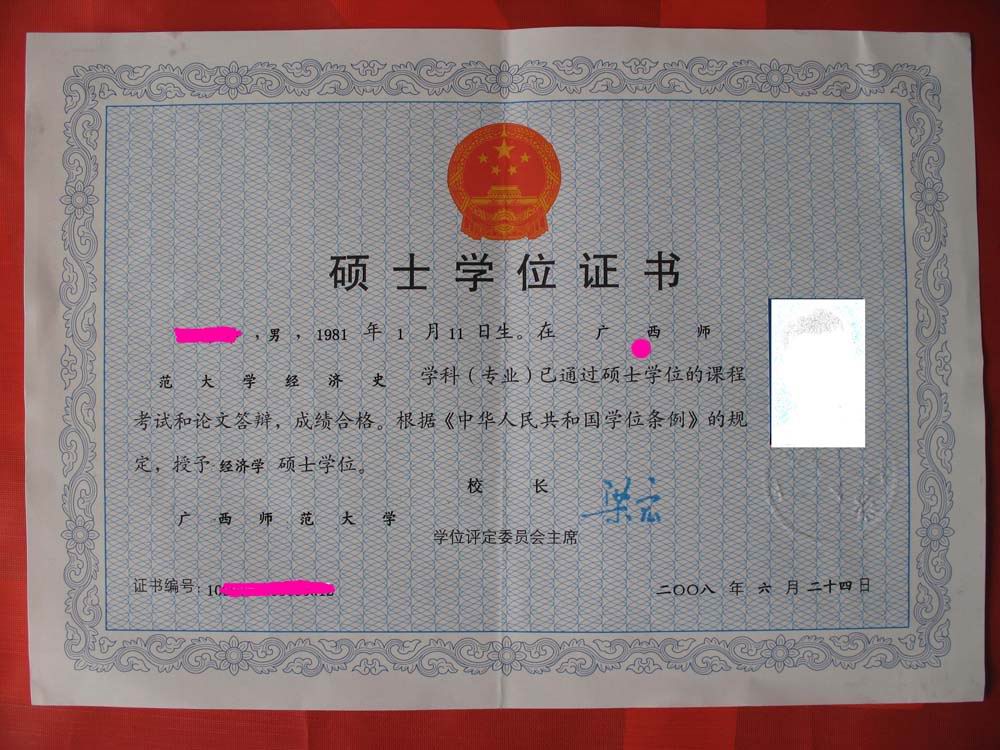 硕士学位证书
，男，1981 年 1 月 11 日生。在 广 西 师
范 大 学 经 济 史 学科（专业）已通过硕士学位的课程
考试和论文答辩，成绩合格。根据《中华人民共和国学位条例》的规
定，授予 经济学 硕士学位。
校 长 梁宏
广 西 师 范 大 学
学位评定委员会主席
证书编号：
二〇〇八 年 六 月 二十四日